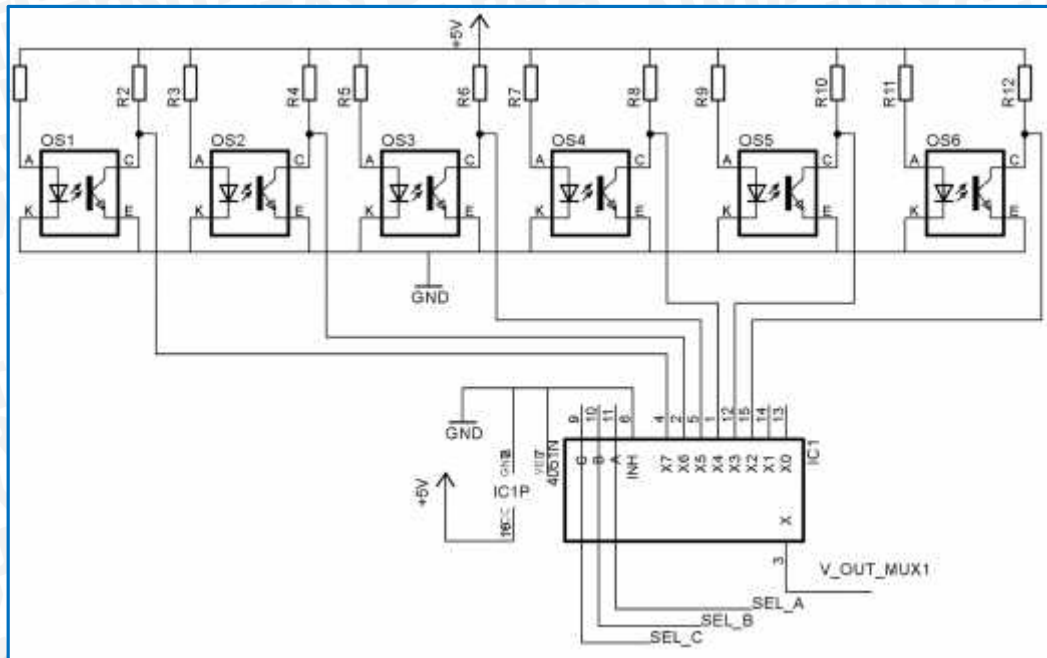 +5V
R2
R3
R4
R5
R6
R7
R8
R9
R10
R11
R12
OS1
OS2
OS3
OS4
OS5
OS6
A
C
A
C
A
C
A
C
A
C
A
C
K
E
K
E
K
E
K
E
K
E
K
E
GND
GND
+5V
IC1P
16
9
10
11
6
4
2
5
1
12
15
14
13
4051N
C
B
A
INH
X7
X6
X5
X4
X3
X2
X1
X0
IC1
X
3
V_OUT_MUX1
SEL_A
SEL_B
SEL_C